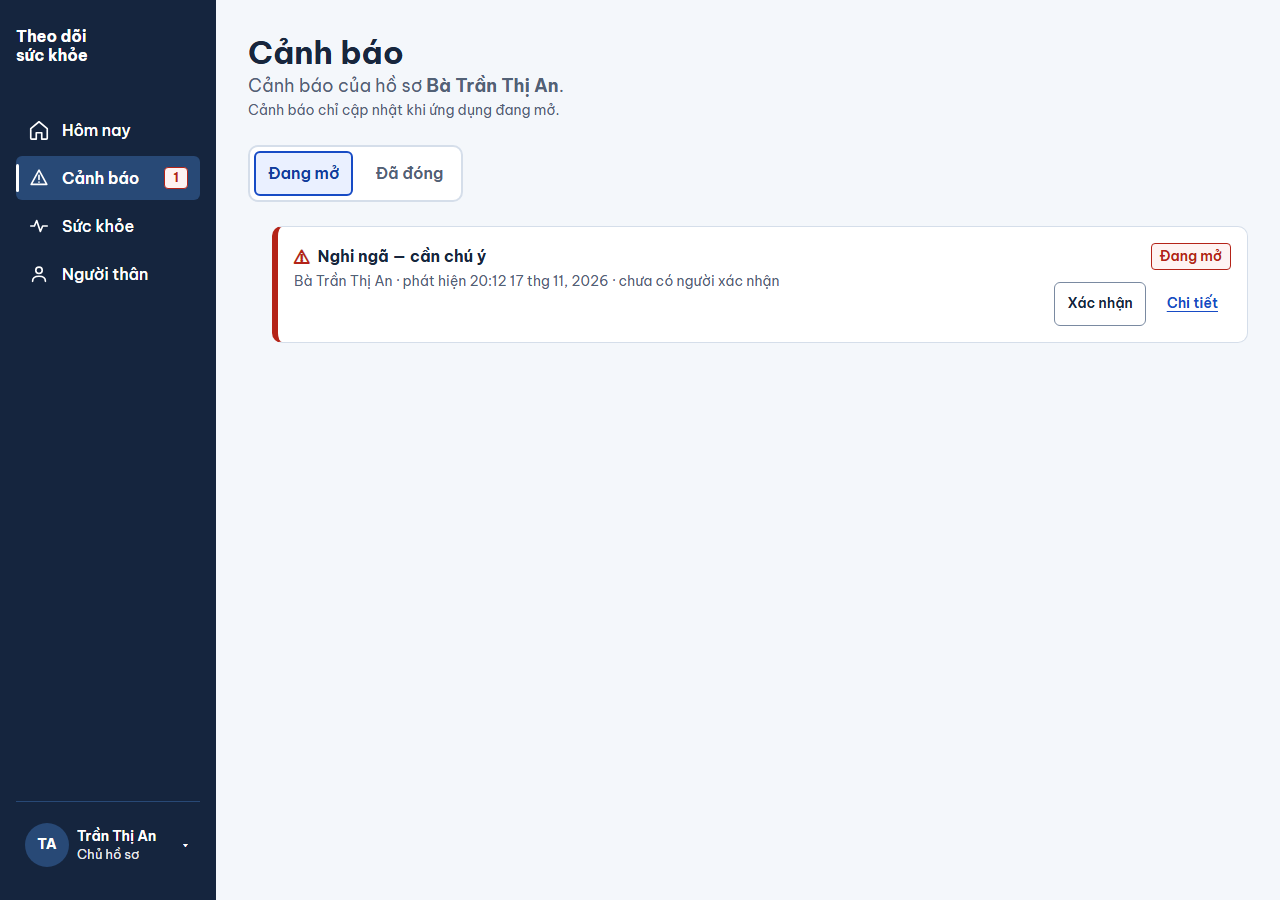 Theo dõi
sức khỏe
Hôm nay
Cảnh báo 1
Sức khỏe
Người thân
TA
Trần Thị An
Chủ hồ sơ
Cảnh báo
Cảnh báo của hồ sơ Bà Trần Thị An.
Cảnh báo chỉ cập nhật khi ứng dụng đang mở.
Đang mở Đã đóng
Nghi ngã — cần chú ý
Đang mở
Bà Trần Thị An · phát hiện 20:12 17 thg 11, 2026 · chưa có người xác nhận
Xác nhận Chi tiết